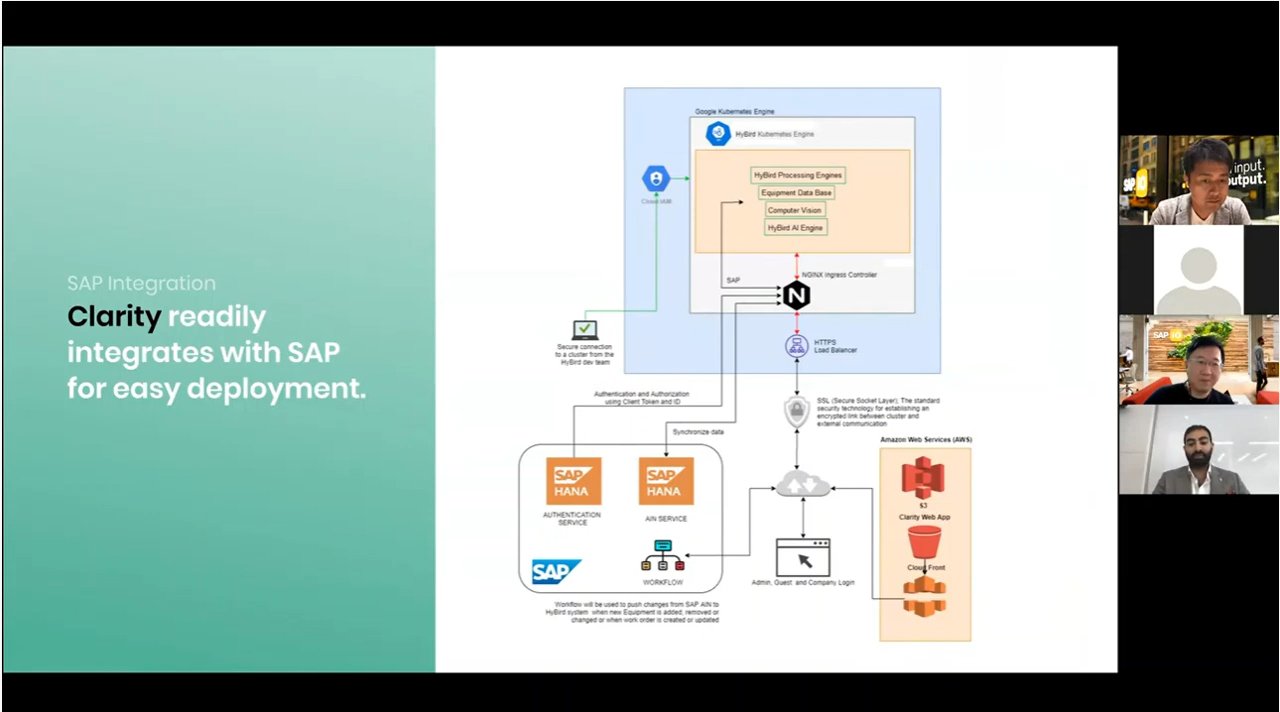 SAP Integration
Clarity readily
integrates with SAP
for easy deployment.
Google Kubernetes Engine
HyBird Kubernetes Engine
Cloud IAM
HyBird Processing Engines
Equipment Data Base
Computer Vision
HyBird AI Engine
SAP
NGINX Ingress Controller
N
Secure connection
to a cluster from the
HyBird dev team
HTTPS
Load Balancer
Authentication and Authorization
using Client Token and ID
SSL (Secure Socket Layer), The standard
security technology for establishing an
encrypted link between cluster and
external communication
Synchronize data
Amazon Web Services (AWS)
SAP
HANA
SAP
HANA
AUTHENTICATION
SERVICE
AIN SERVICE
S3
Clarity Web App
Cloud Front
SAP
WORKFLOW
Admin, Guest and Company Login
Workflow will be used to push changes from SAP AIN to
HyBird system when new Equipment is added, removed or
changed or when work order is created or updated
input.
output.
SAP
SAP